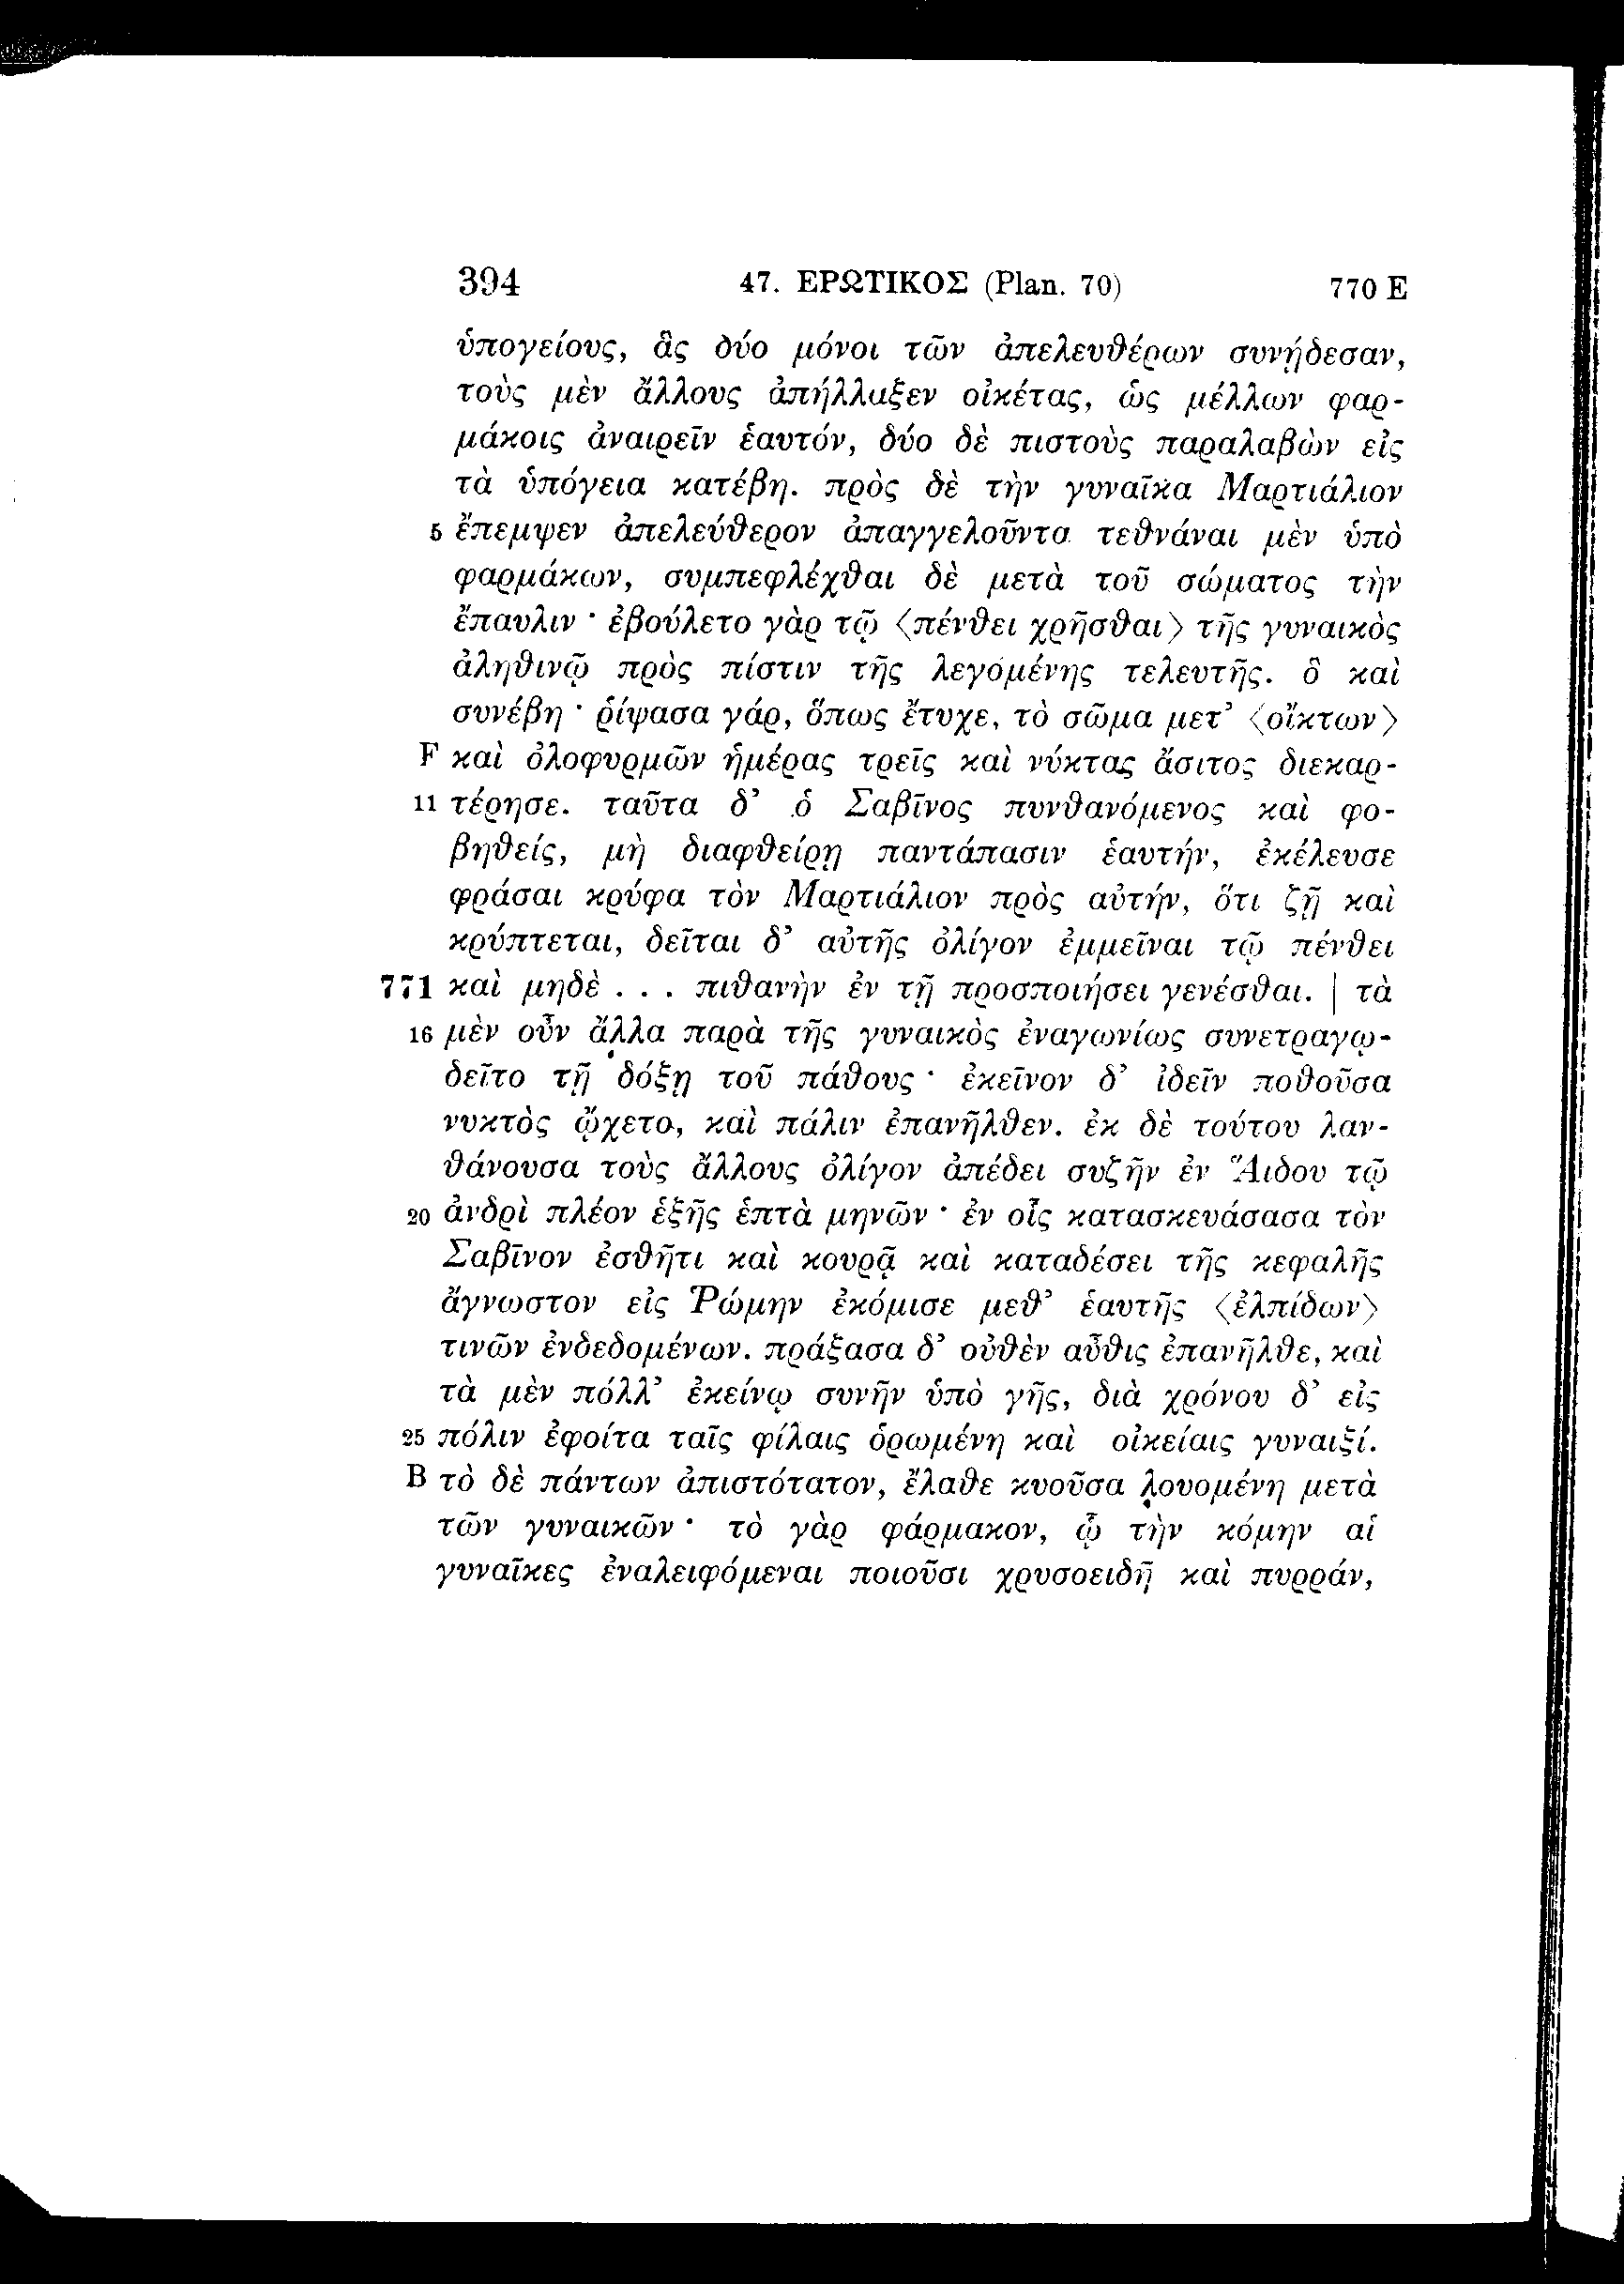 394 47. ΕΡΩΤΙΚΟΣ (Plan. 70) 770 E
ὑπογείους, ἃς δύο μόνοι τῶν ἀπελευθέρων συνῄδεσαν,
τοὺς μὲν ἄλλους ἀπήλλαξεν οἰκέτας, ὡς μέλλων φαρ-
μάκοις ἀναιρεῖν ἑαυτόν, δύο δὲ πιστοὺς παραλαβὼν εἰς
τὰ ὑπόγεια κατέβη. πρὸς δὲ τὴν γυναῖκα Μαρτιάλιον
5 ἔπεμψεν ἀπελεύθερον ἀπαγγελοῦντα τεθνάναι μὲν ὑπὸ
φαρμάκων, συμπεφλέχθαι δὲ μετὰ τοῦ σώματος τὴν
ἔπαυλιν · ἐβούλετο γὰρ τῷ ⟨πένθει χρῆσθαι⟩ τῆς γυναικὸς
ἀληθινῷ πρὸς πίστιν τῆς λεγομένης τελευτῆς. ὃ καὶ
συνέβη · ῥίψασα γάρ, ὅπως ἔτυχε, τὸ σῶμα μετ’ ⟨οἴκτων⟩
F καὶ ὀλοφυρμῶν ἡμέρας τρεῖς καὶ νύκτας ἄσιτος διεκαρ-
11 τέρησε. ταῦτα δ’ ὁ Σαβῖνος πυνθανόμενος καὶ φο-
βηθείς, μὴ διαφθείρῃ παντάπασιν ἑαυτήν, ἐκέλευσε
φράσαι κρύφα τὸν Μαρτιάλιον πρὸς αὐτήν, ὅτι ζῇ καὶ
κρύπτεται, δεῖται δ’ αὐτῆς ὀλίγον ἐμμεῖναι τῷ πένθει
771 καὶ μηδὲ . . . πιθανὴν ἐν τῇ προσποιήσει γενέσθαι. | τὰ
16 μὲν οὖν ἄλλα παρὰ τῆς γυναικὸς ἐναγωνίως συνετραγῳ-
δεῖτο τῇ δόξῃ τοῦ πάθους · ἐκεῖνον δ’ ἰδεῖν ποθοῦσα
νυκτὸς ᾤχετο, καὶ πάλιν ἐπανῆλθεν. ἐκ δὲ τούτου λαν-
θάνουσα τοὺς ἄλλους ὀλίγον ἀπέδει συζῆν ἐν Ἅιδου τῷ
20 ἀνδρὶ πλέον ἑξῆς ἑπτὰ μηνῶν · ἐν οἷς κατασκευάσασα τὸν
Σαβῖνον ἐσθῆτι καὶ κουρᾷ καὶ καταδέσει τῆς κεφαλῆς
ἄγνωστον εἰς Ῥώμην ἐκόμισε μεθ’ ἑαυτῆς ⟨ἐλπίδων⟩
τινῶν ἐνδεδομένων. πράξασα δ’ οὐθὲν αὖθις ἐπανῆλθε, καὶ
τὰ μὲν πόλλ’ ἐκείνῳ συνῆν ὑπὸ γῆς, διὰ χρόνου δ’ εἰς
25 πόλιν ἐφοίτα ταῖς φίλαις ὁρωμένη καὶ οἰκείαις γυναιξί.
B τὸ δὲ πάντων ἀπιστότατον, ἔλαθε κυοῦσα λουομένη μετὰ
τῶν γυναικῶν · τὸ γὰρ φάρμακον, ᾧ τὴν κόμην αἱ
γυναῖκες ἐναλειφόμεναι ποιοῦσι χρυσοειδῆ καὶ πυρράν,